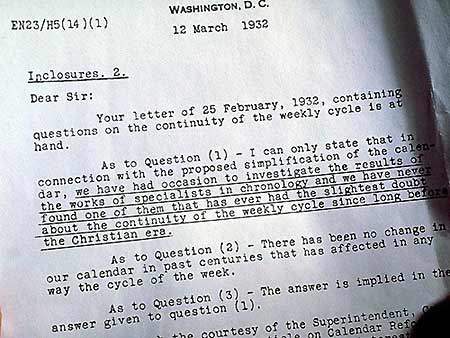 WASHINGTON, D. C.
EN23/H5(14)(1)
12 March 1932
Inclosures. 2.
Dear Sir:
Your letter of 25 February, 1932, containing
questions on the continuity of the weekly cycle is at
hand.
As to Question (1) - I can only state that in
connection with the proposed simplification of the calen-
dar, we have had occasion to investigate the results of
the works of specialists in chronology and we have never
found one of them that has ever had the slightest doubt
about the continuity of the weekly cycle since long before
the Christian era.
As to Question (2) - There has been no change in
our calendar in past centuries that has affected in any
way the cycle of the week.
As to Question (3) - The answer is implied in the
answer given to question (1).
the courtesy of the Superintendent,
on Calendar